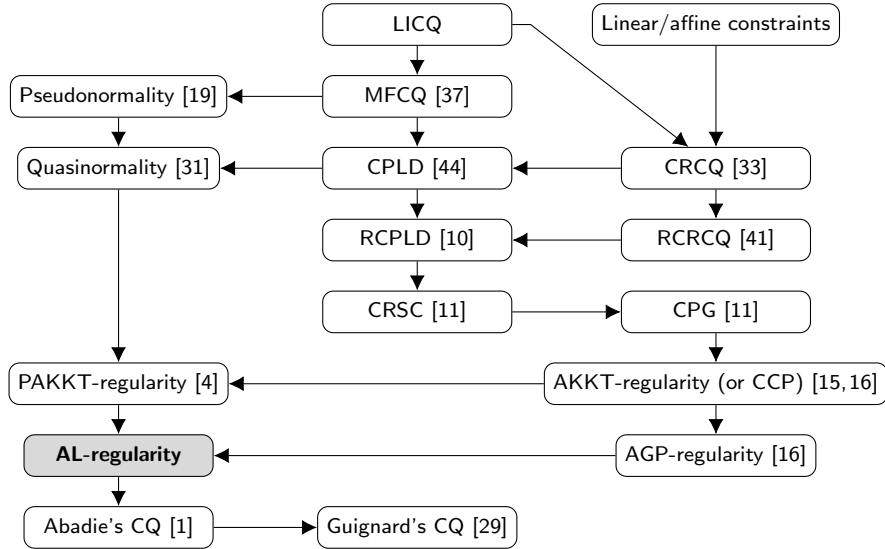 LICQ
Linear/affine constraints
Pseudonormality [19]
MFCQ [37]
Quasinormality [31]
CPLD [44]
CRCQ [33]
RCPLD [10]
RCRCQ [41]
CRSC [11]
CPG [11]
PAKKT-regularity [4]
AKKT-regularity (or CCP) [15, 16]
AL-regularity
AGP-regularity [16]
Abadie's CQ [1]
Guignard's CQ [29]